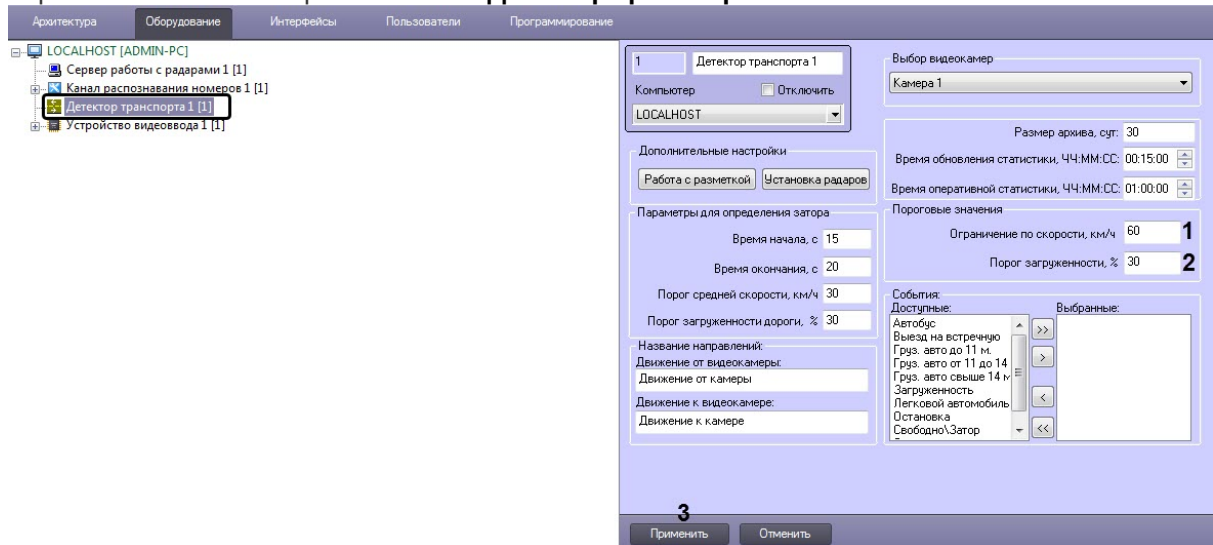 Архитектура Оборудование Интерфейсы Пользователи Программирование
LOCALHOST [ADMIN-PC]
Сервер работы с радарами 1 [1]
Канал распознавания номеров 1 [1]
Детектор транспорта 1 [1]
Устройство видеоввода 1 [1]
1 Детектор транспорта 1
Компьютер Отключить
LOCALHOST
Дополнительные настройки
Работа с разметкой Установка радаров
Параметры для определения затора
Время начала, с 15
Время окончания, с 20
Порог средней скорости, км/ч 30
Порог загруженности дороги, % 30
Название направлений:
Движение от видеокамеры:
Движение от камеры
Движение к видеокамере:
Движение к камере
Выбор видеокамер
Камера 1
Размер архива, сут: 30
Время обновления статистики, ЧЧ:ММ:СС: 00:15:00
Время оперативной статистики, ЧЧ:ММ:СС: 01:00:00
Пороговые значения
Ограничение по скорости, км/ч 60 1
Порог загруженности, % 30 2
События:
Доступные: Выбранные:
Автобус
Выезд на встречную
Груз. авто до 11 м.
Груз. авто от 11 до 14
Груз. авто свыше 14 м
Загруженность
Легковой автомобиль
Остановка
Свободно\Затор
>>
>
<
<<
3
Применить Отменить